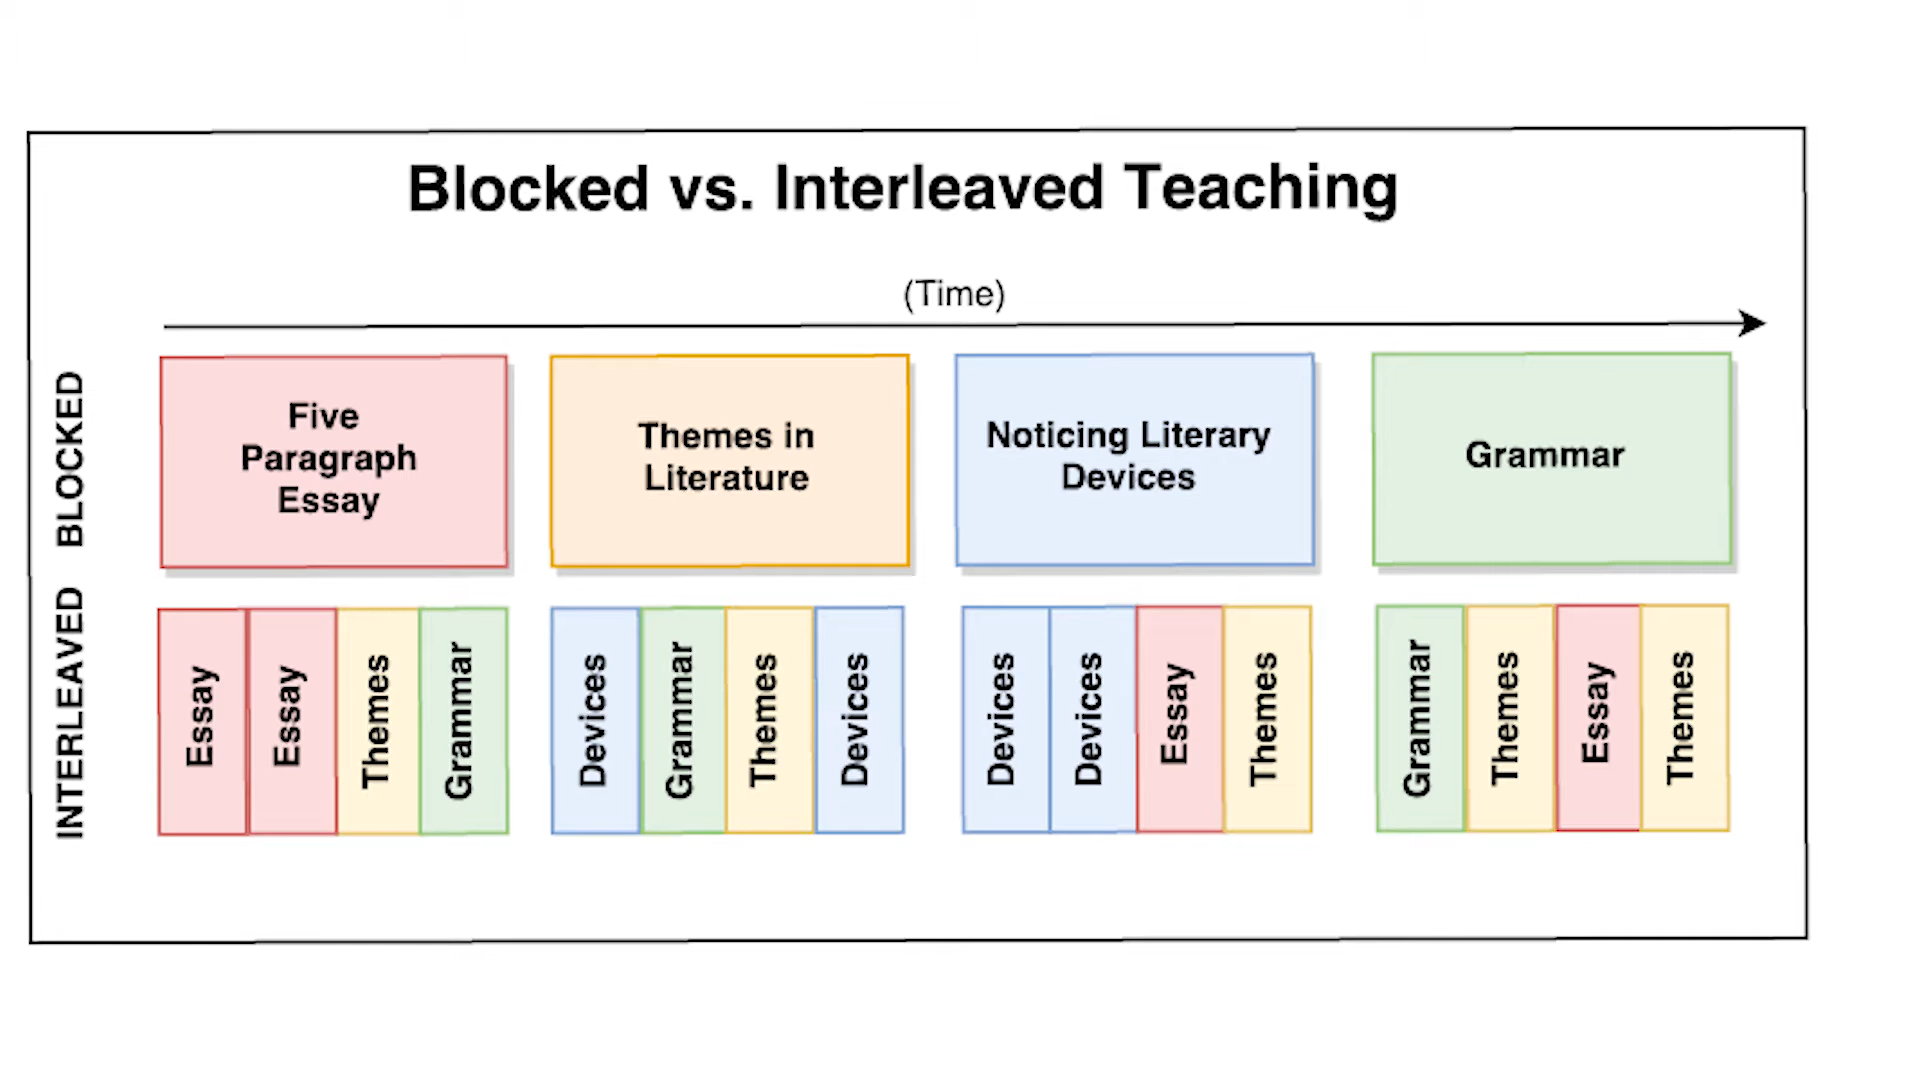 Blocked vs. Interleaved Teaching
(Time)
BLOCKED
Five
Paragraph
Essay
Themes in
Literature
Noticing Literary
Devices
Grammar
INTERLEAVED
Essay
Essay
Themes
Grammar
Devices
Grammar
Themes
Devices
Devices
Devices
Essay
Themes
Grammar
Themes
Essay
Themes